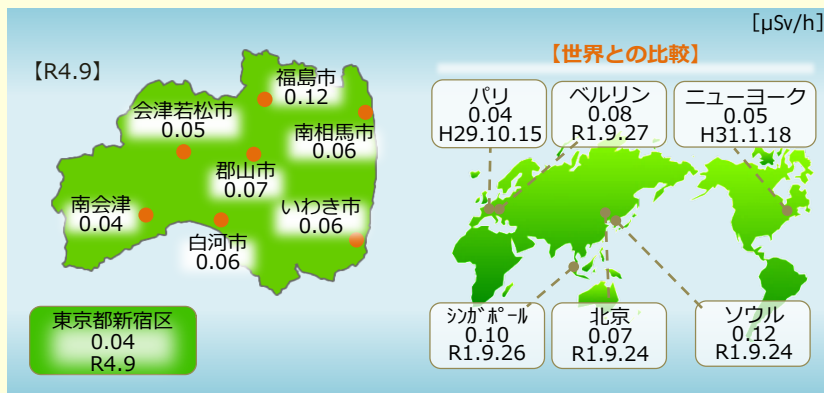 [μSv/h]
【R4.9】
福島市
0.12
会津若松市
0.05
南相馬市
0.06
郡山市
0.07
南会津
0.04
いわき市
0.06
白河市
0.06
東京都新宿区
0.04
R4.9
【世界との比較】
パリ
0.04
H29.10.15
ベルリン
0.08
R1.9.27
ニューヨーク
0.05
H31.1.18
ｼﾝｶﾞﾎﾟｰﾙ
0.10
R1.9.26
北京
0.07
R1.9.24
ソウル
0.12
R1.9.24